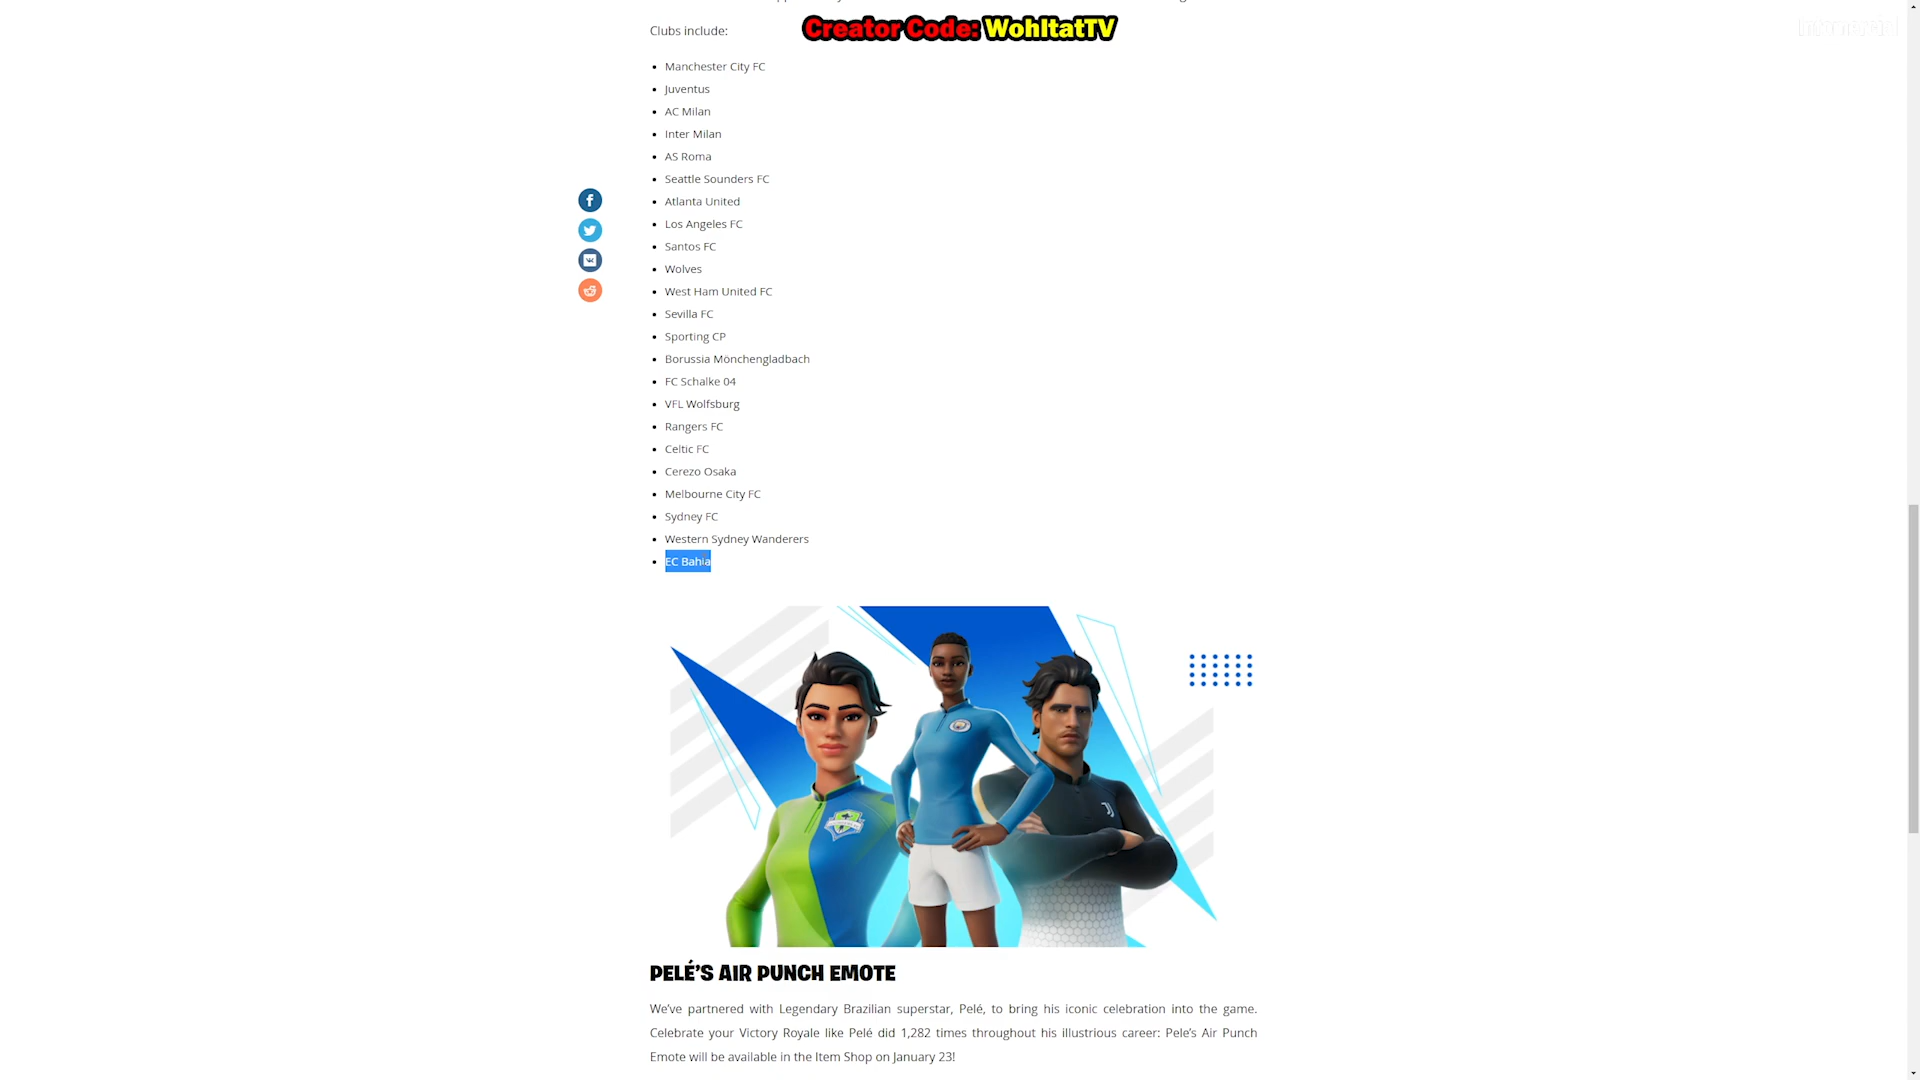 Creator Code: WohltatTV
Clubs include:
Manchester City FC
Juventus
AC Milan
Inter Milan
AS Roma
Seattle Sounders FC
Atlanta United
Los Angeles FC
Santos FC
Wolves
West Ham United FC
Sevilla FC
Sporting CP
Borussia Mönchengladbach
FC Schalke 04
VFL Wolfsburg
Rangers FC
Celtic FC
Cerezo Osaka
Melbourne City FC
Sydney FC
Western Sydney Wanderers
EC Bahia
PELÉ’S AIR PUNCH EMOTE
We’ve partnered with Legendary Brazilian superstar, Pelé, to bring his iconic celebration into the game.
Celebrate your Victory Royale like Pelé did 1,282 times throughout his illustrious career: Pele’s Air Punch
Emote will be available in the Item Shop on January 23!